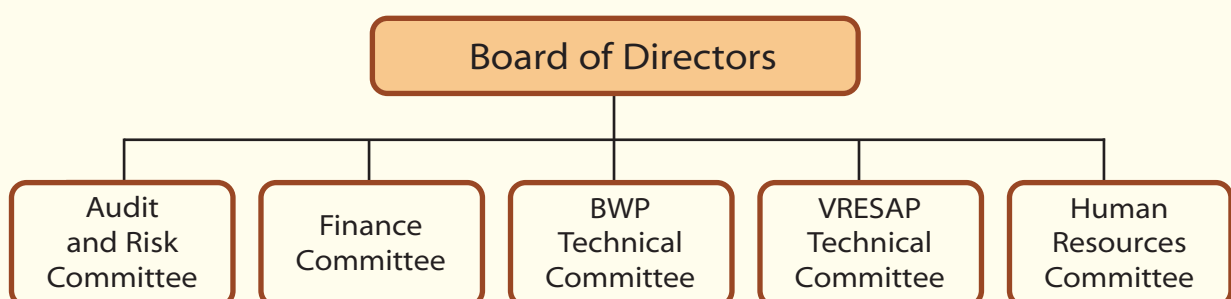 Board of Directors
Audit
and Risk
Committee
Finance
Committee
BWP
Technical
Committee
VRESAP
Technical
Committee
Human
Resources
Committee